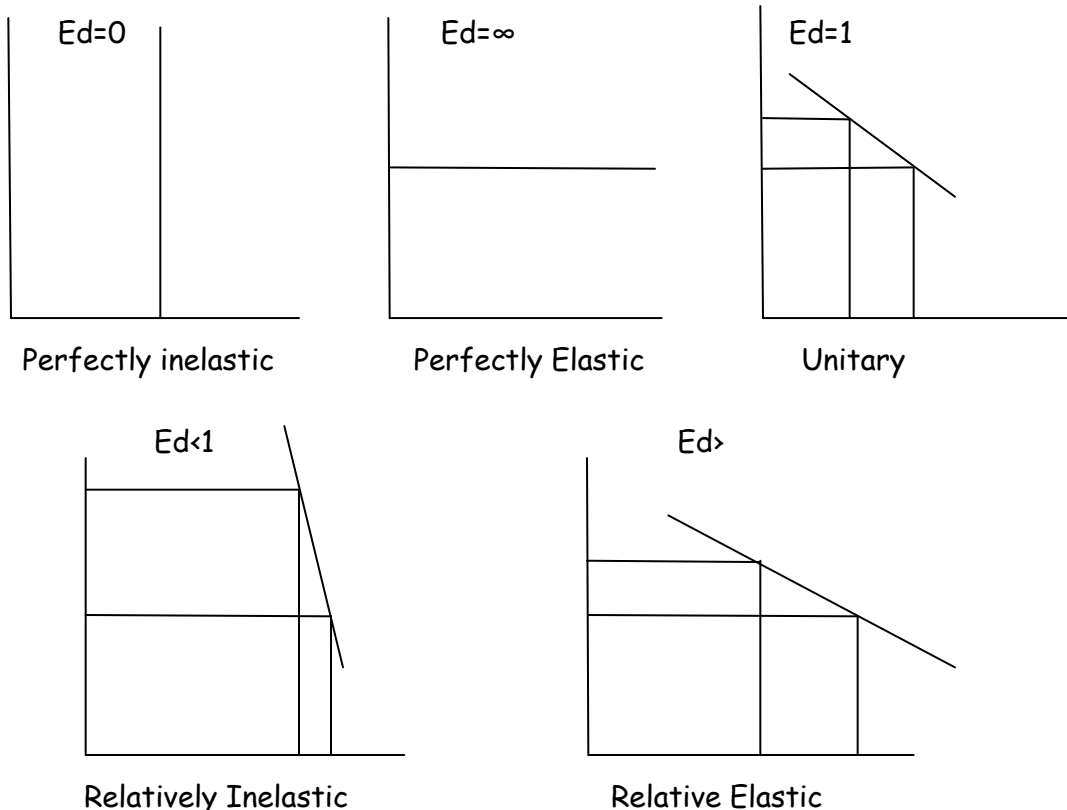 Ed=0
Ed=∞
Ed=1
Perfectly inelastic
Perfectly Elastic
Unitary
Ed<1
Ed>
Relatively Inelastic
Relative Elastic